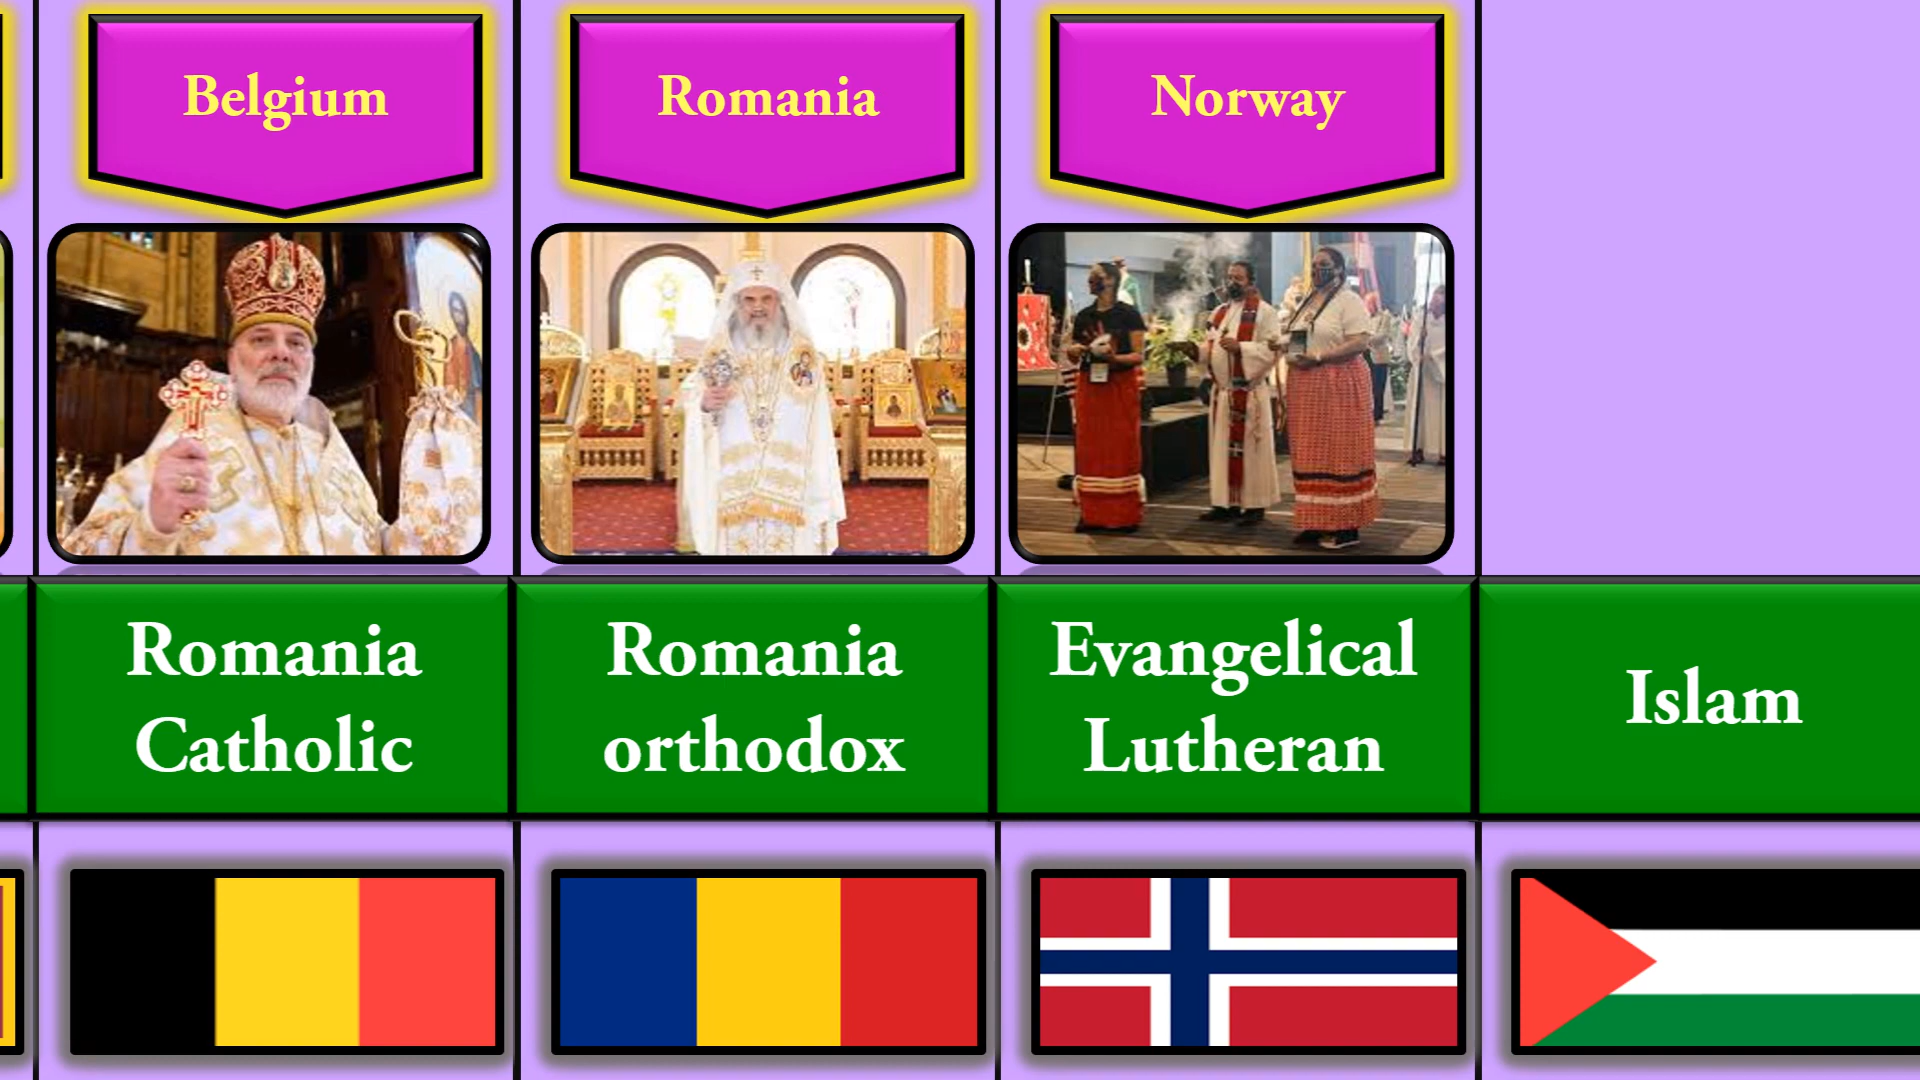 Belgium
Romania
Norway
Romania
Catholic
Romania
orthodox
Evangelical
Lutheran
Islam